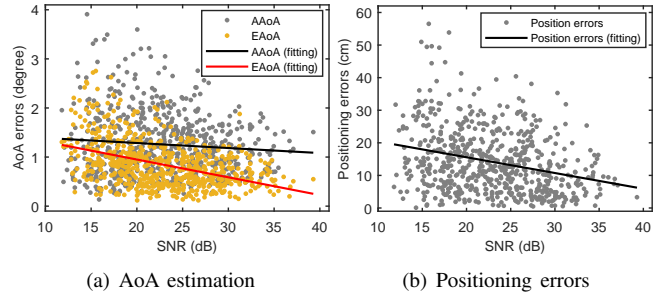 AoA errors (degree)
4
3
2
1
0
AAoA
EAoA
AAoA (fitting)
EAoA (fitting)
10 15 20 25 30 35 40
SNR (dB)
(a) AoA estimation
Positioning errors (cm)
60
50
40
30
20
10
0
Position errors
Position errors (fitting)
10 15 20 25 30 35 40
SNR (dB)
(b) Positioning errors